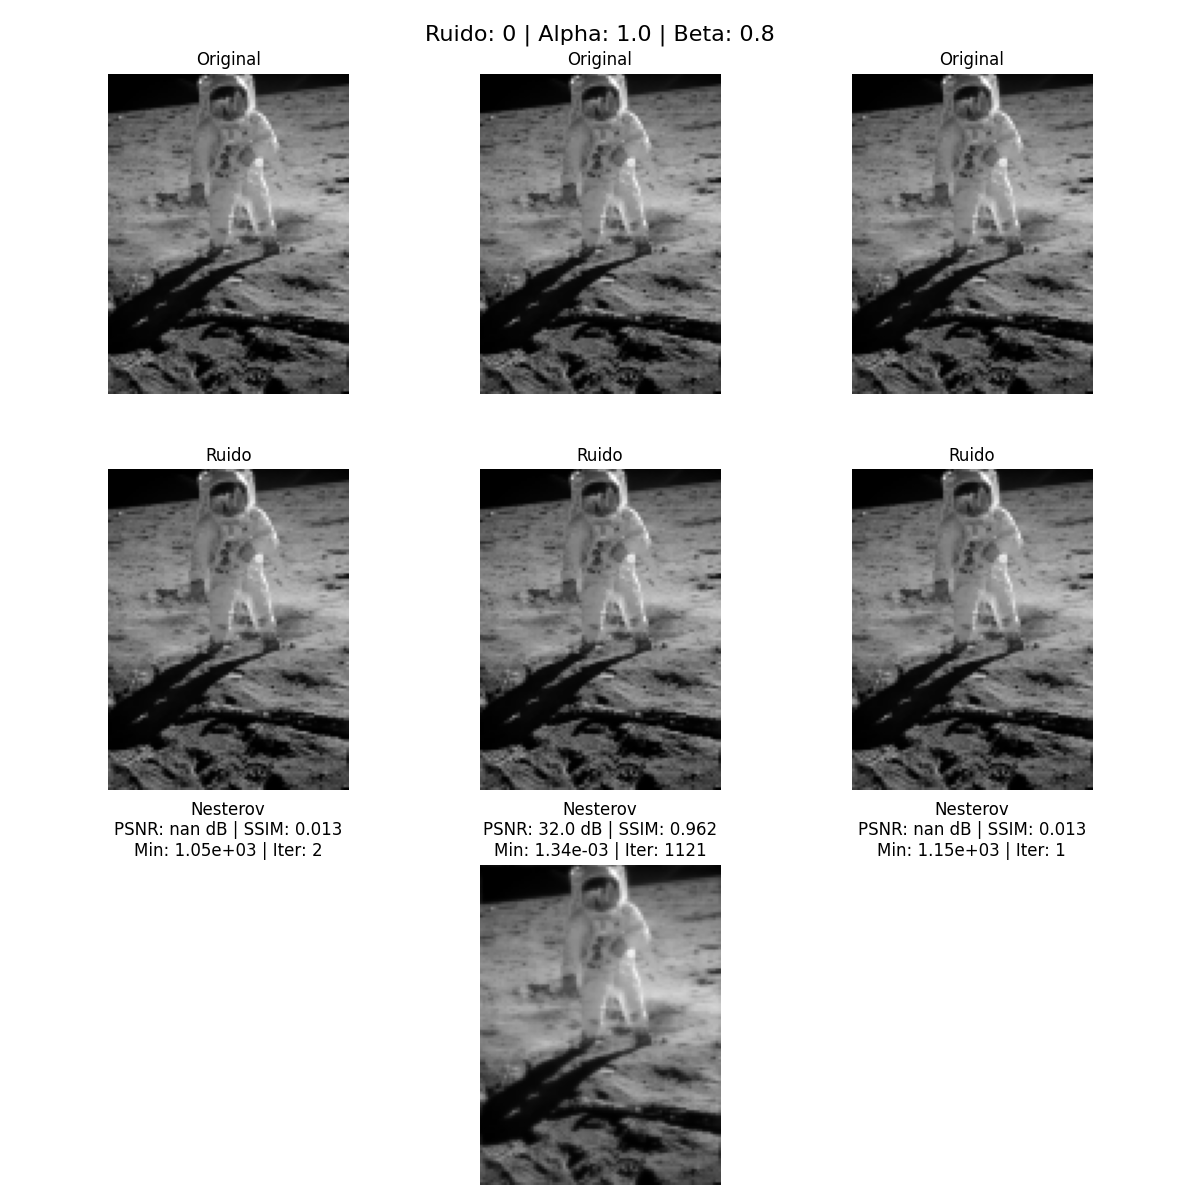 Ruido: 0 | Alpha: 1.0 | Beta: 0.8
Original
Original
Original
Ruido
Ruido
Ruido
Nesterov
PSNR: nan dB | SSIM: 0.013
Min: 1.05e+03 | Iter: 2
Nesterov
PSNR: 32.0 dB | SSIM: 0.962
Min: 1.34e-03 | Iter: 1121
Nesterov
PSNR: nan dB | SSIM: 0.013
Min: 1.15e+03 | Iter: 1